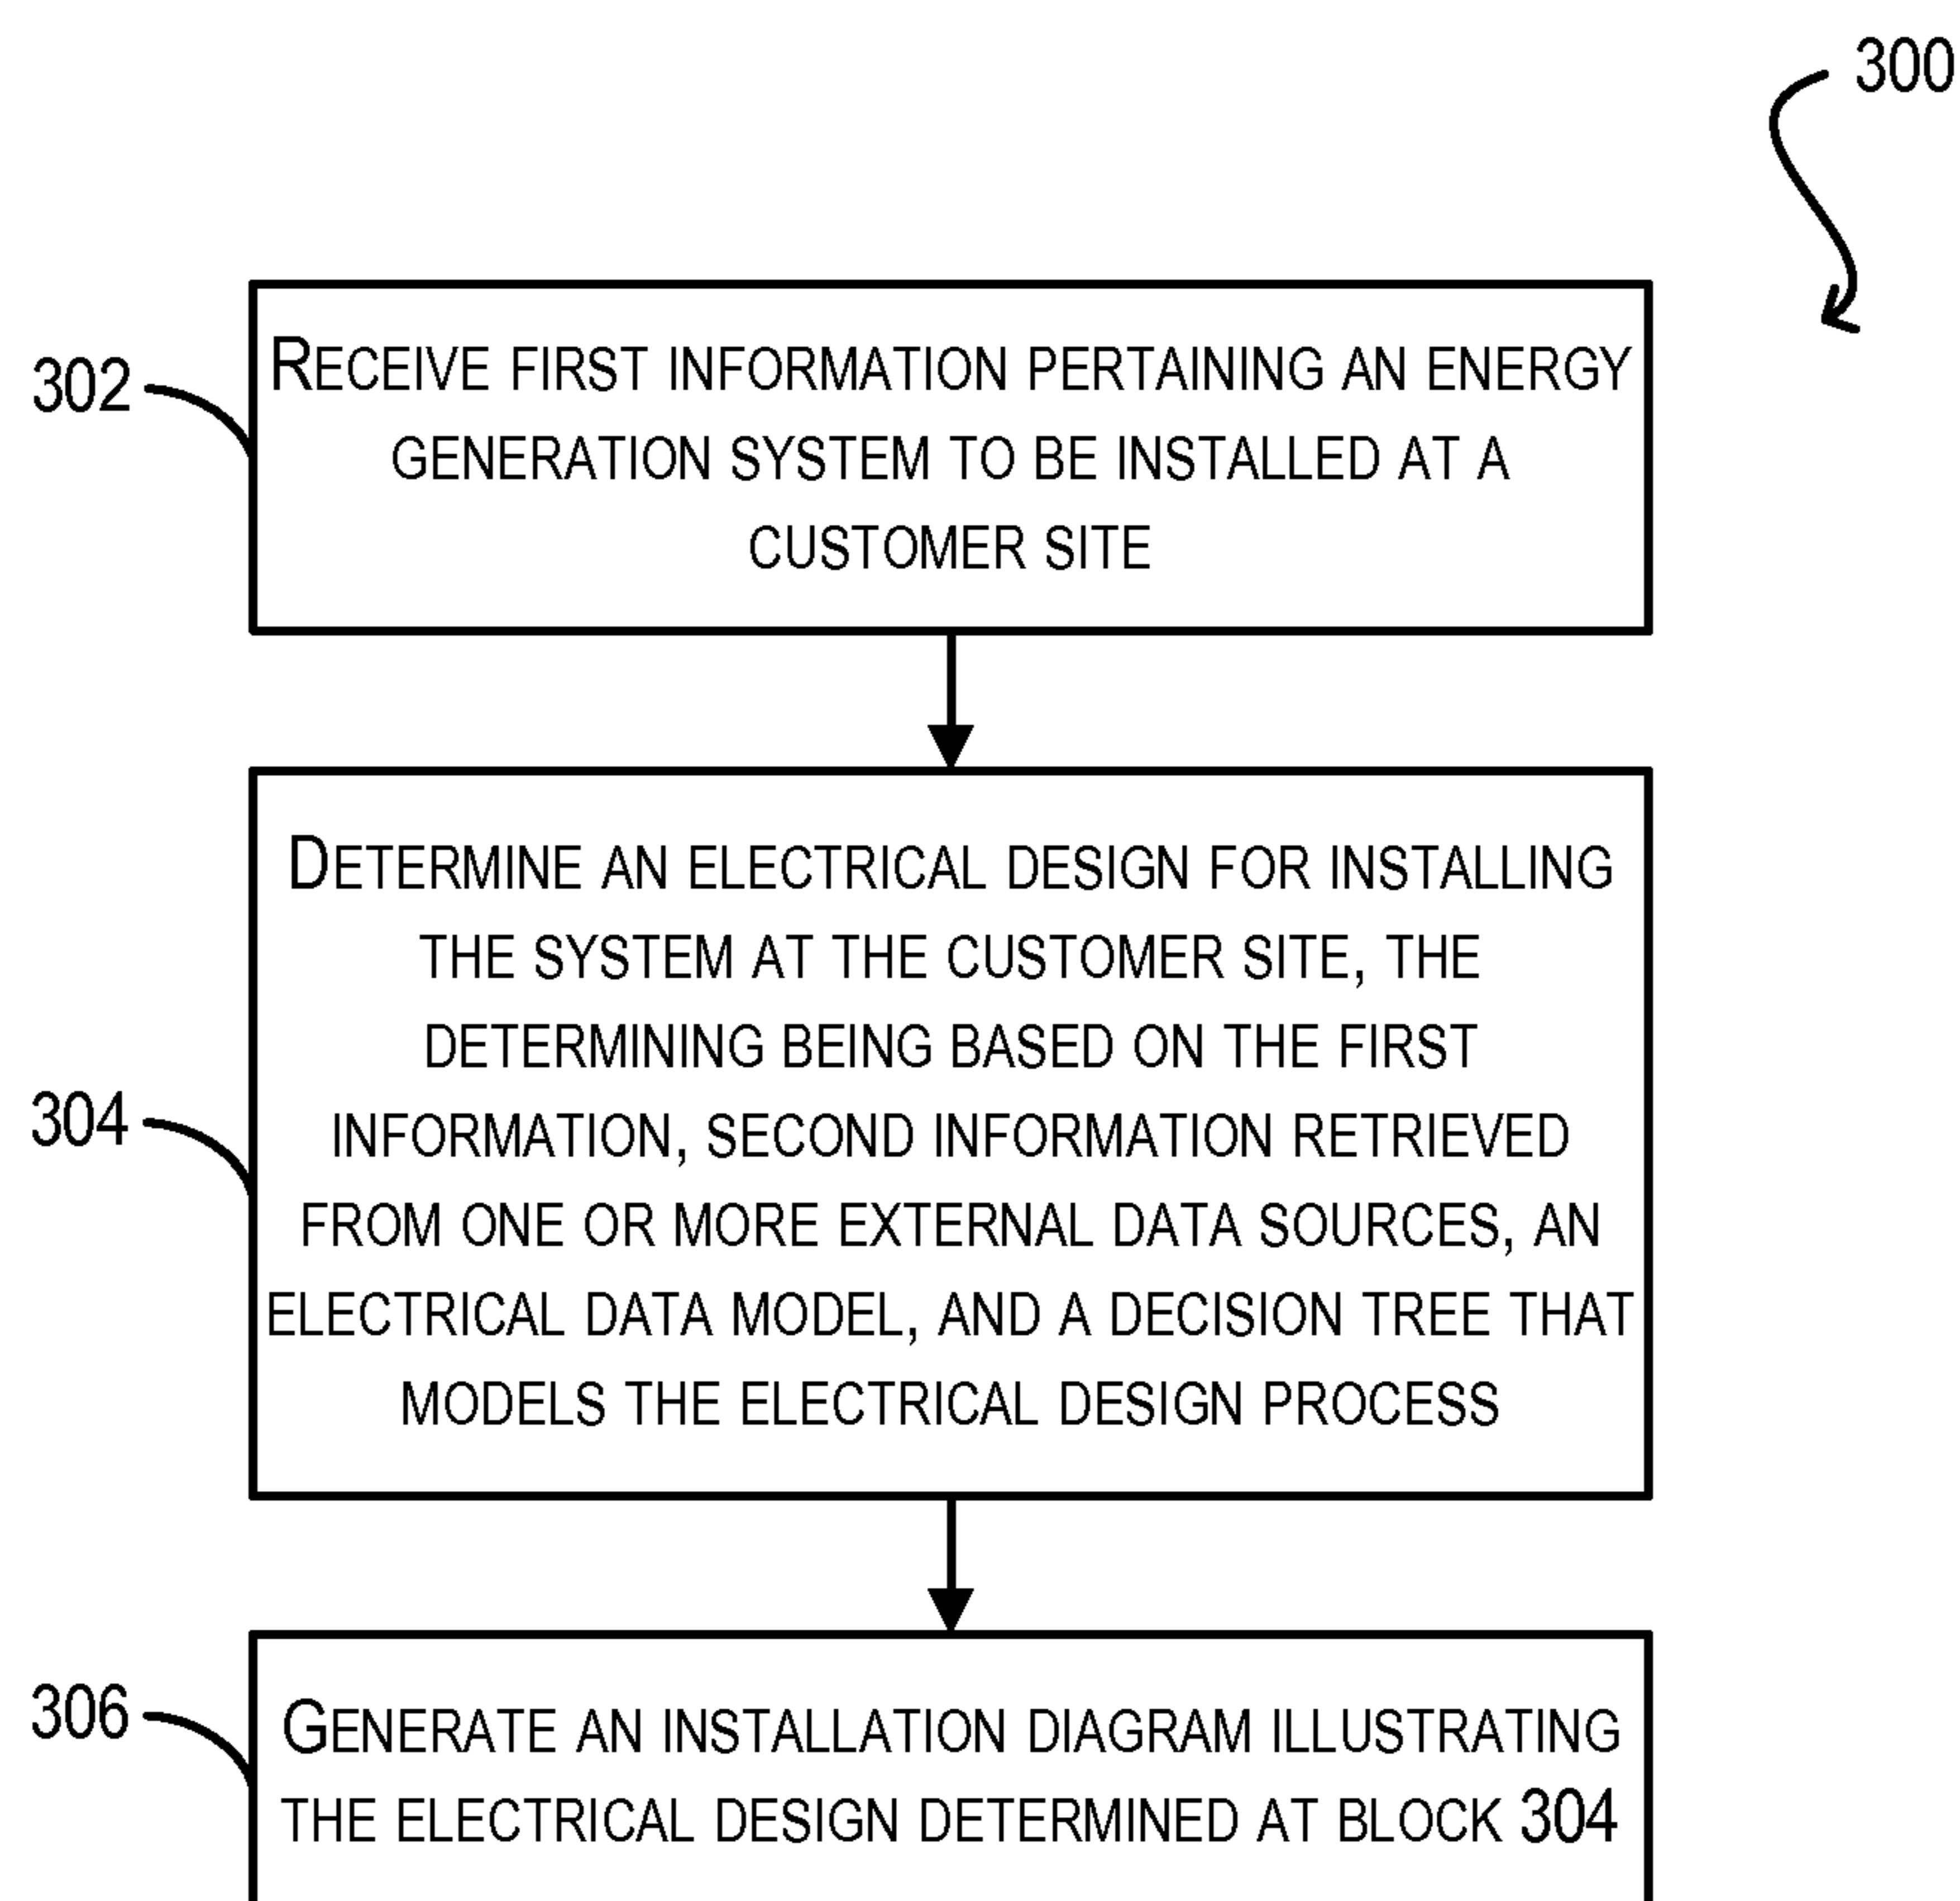 300
302
RECEIVE FIRST INFORMATION PERTAINING AN ENERGY
GENERATION SYSTEM TO BE INSTALLED AT A
CUSTOMER SITE
304
DETERMINE AN ELECTRICAL DESIGN FOR INSTALLING
THE SYSTEM AT THE CUSTOMER SITE, THE
DETERMINING BEING BASED ON THE FIRST
INFORMATION, SECOND INFORMATION RETRIEVED
FROM ONE OR MORE EXTERNAL DATA SOURCES, AN
ELECTRICAL DATA MODEL, AND A DECISION TREE THAT
MODELS THE ELECTRICAL DESIGN PROCESS
306
GENERATE AN INSTALLATION DIAGRAM ILLUSTRATING
THE ELECTRICAL DESIGN DETERMINED AT BLOCK 304